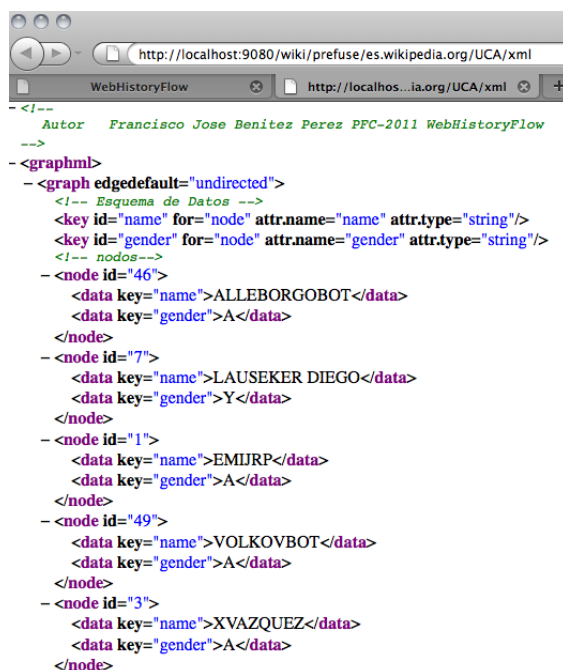 http://localhost:9080/wiki/prefuse/es.wikipedia.org/UCA/xml
WebHistoryFlow
http://localhos...ia.org/UCA/xml
+
- <!--
Autor Francisco Jose Benitez Perez PFC-2011 WebHistoryFlow
-->
- <graphml>
- <graph edgedefault="undirected">
<!-- Esquema de Datos -->
<key id="name" for="node" attr.name="name" attr.type="string"/>
<key id="gender" for="node" attr.name="gender" attr.type="string"/>
<!-- nodos-->
- <node id="46">
<data key="name">ALLEBORGOBOT</data>
<data key="gender">A</data>
</node>
- <node id="7">
<data key="name">LAUSEKER DIEGO</data>
<data key="gender">Y</data>
</node>
- <node id="1">
<data key="name">EMIJRP</data>
<data key="gender">A</data>
</node>
- <node id="49">
<data key="name">VOLKOVBOT</data>
<data key="gender">A</data>
</node>
- <node id="3">
<data key="name">XVAZQUEZ</data>
<data key="gender">A</data>
</node>